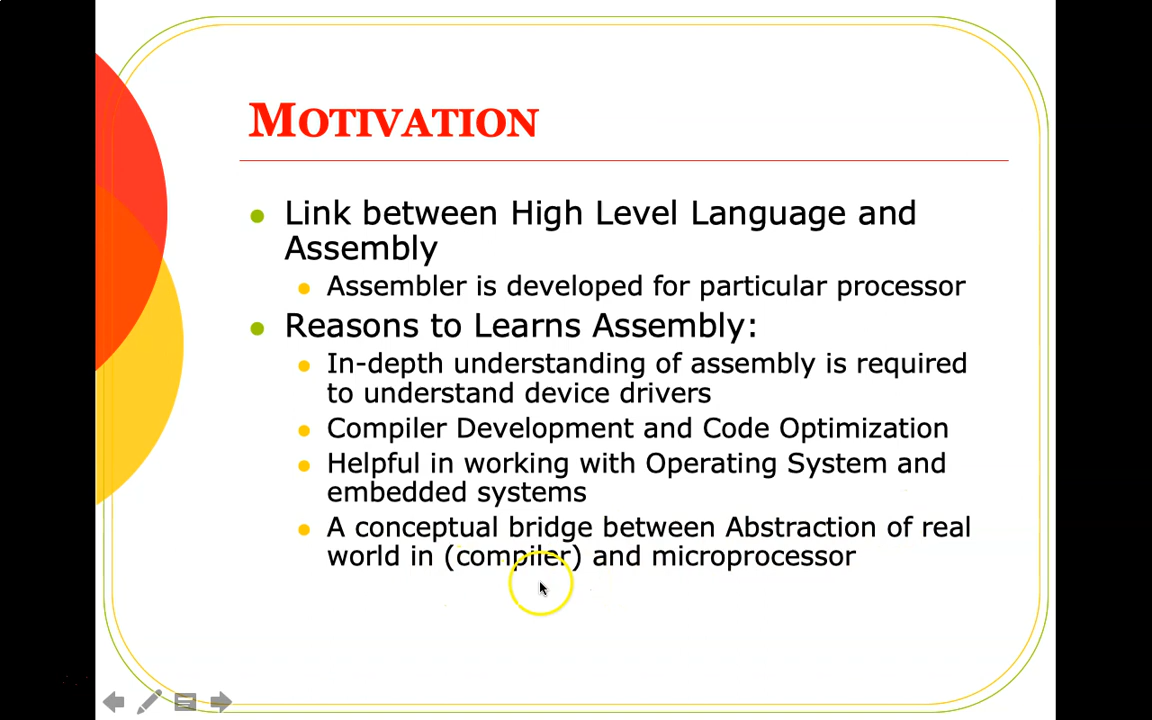 MOTIVATION
Link between High Level Language and
Assembly
Assembler is developed for particular processor
Reasons to Learns Assembly:
In-depth understanding of assembly is required
to understand device drivers
Compiler Development and Code Optimization
Helpful in working with Operating System and
embedded systems
A conceptual bridge between Abstraction of real
world in (compiler) and microprocessor